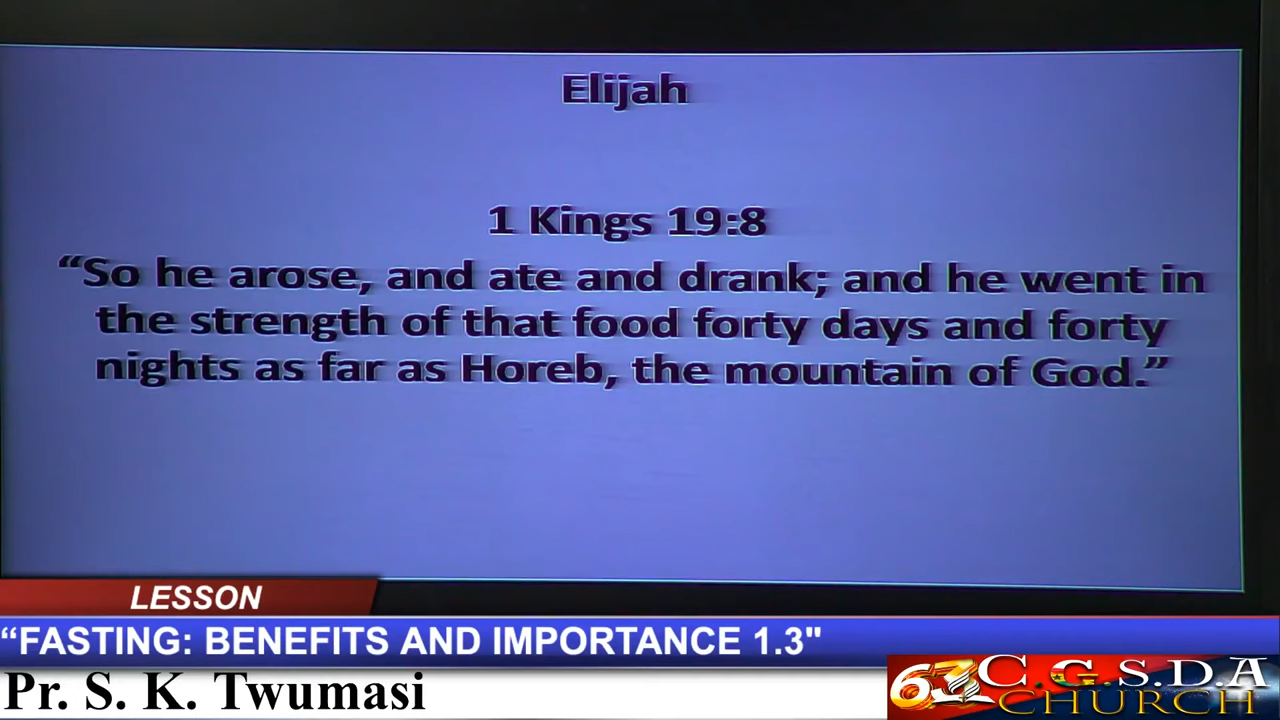 Elijah
1 Kings 19:8
“So he arose, and ate and drank; and he went in
the strength of that food forty days and forty
nights as far as Horeb, the mountain of God.”
LESSON
“FASTING: BENEFITS AND IMPORTANCE 1.3"
Pr. S. K. Twumasi
63 C.G.S.D.A
CHURCH